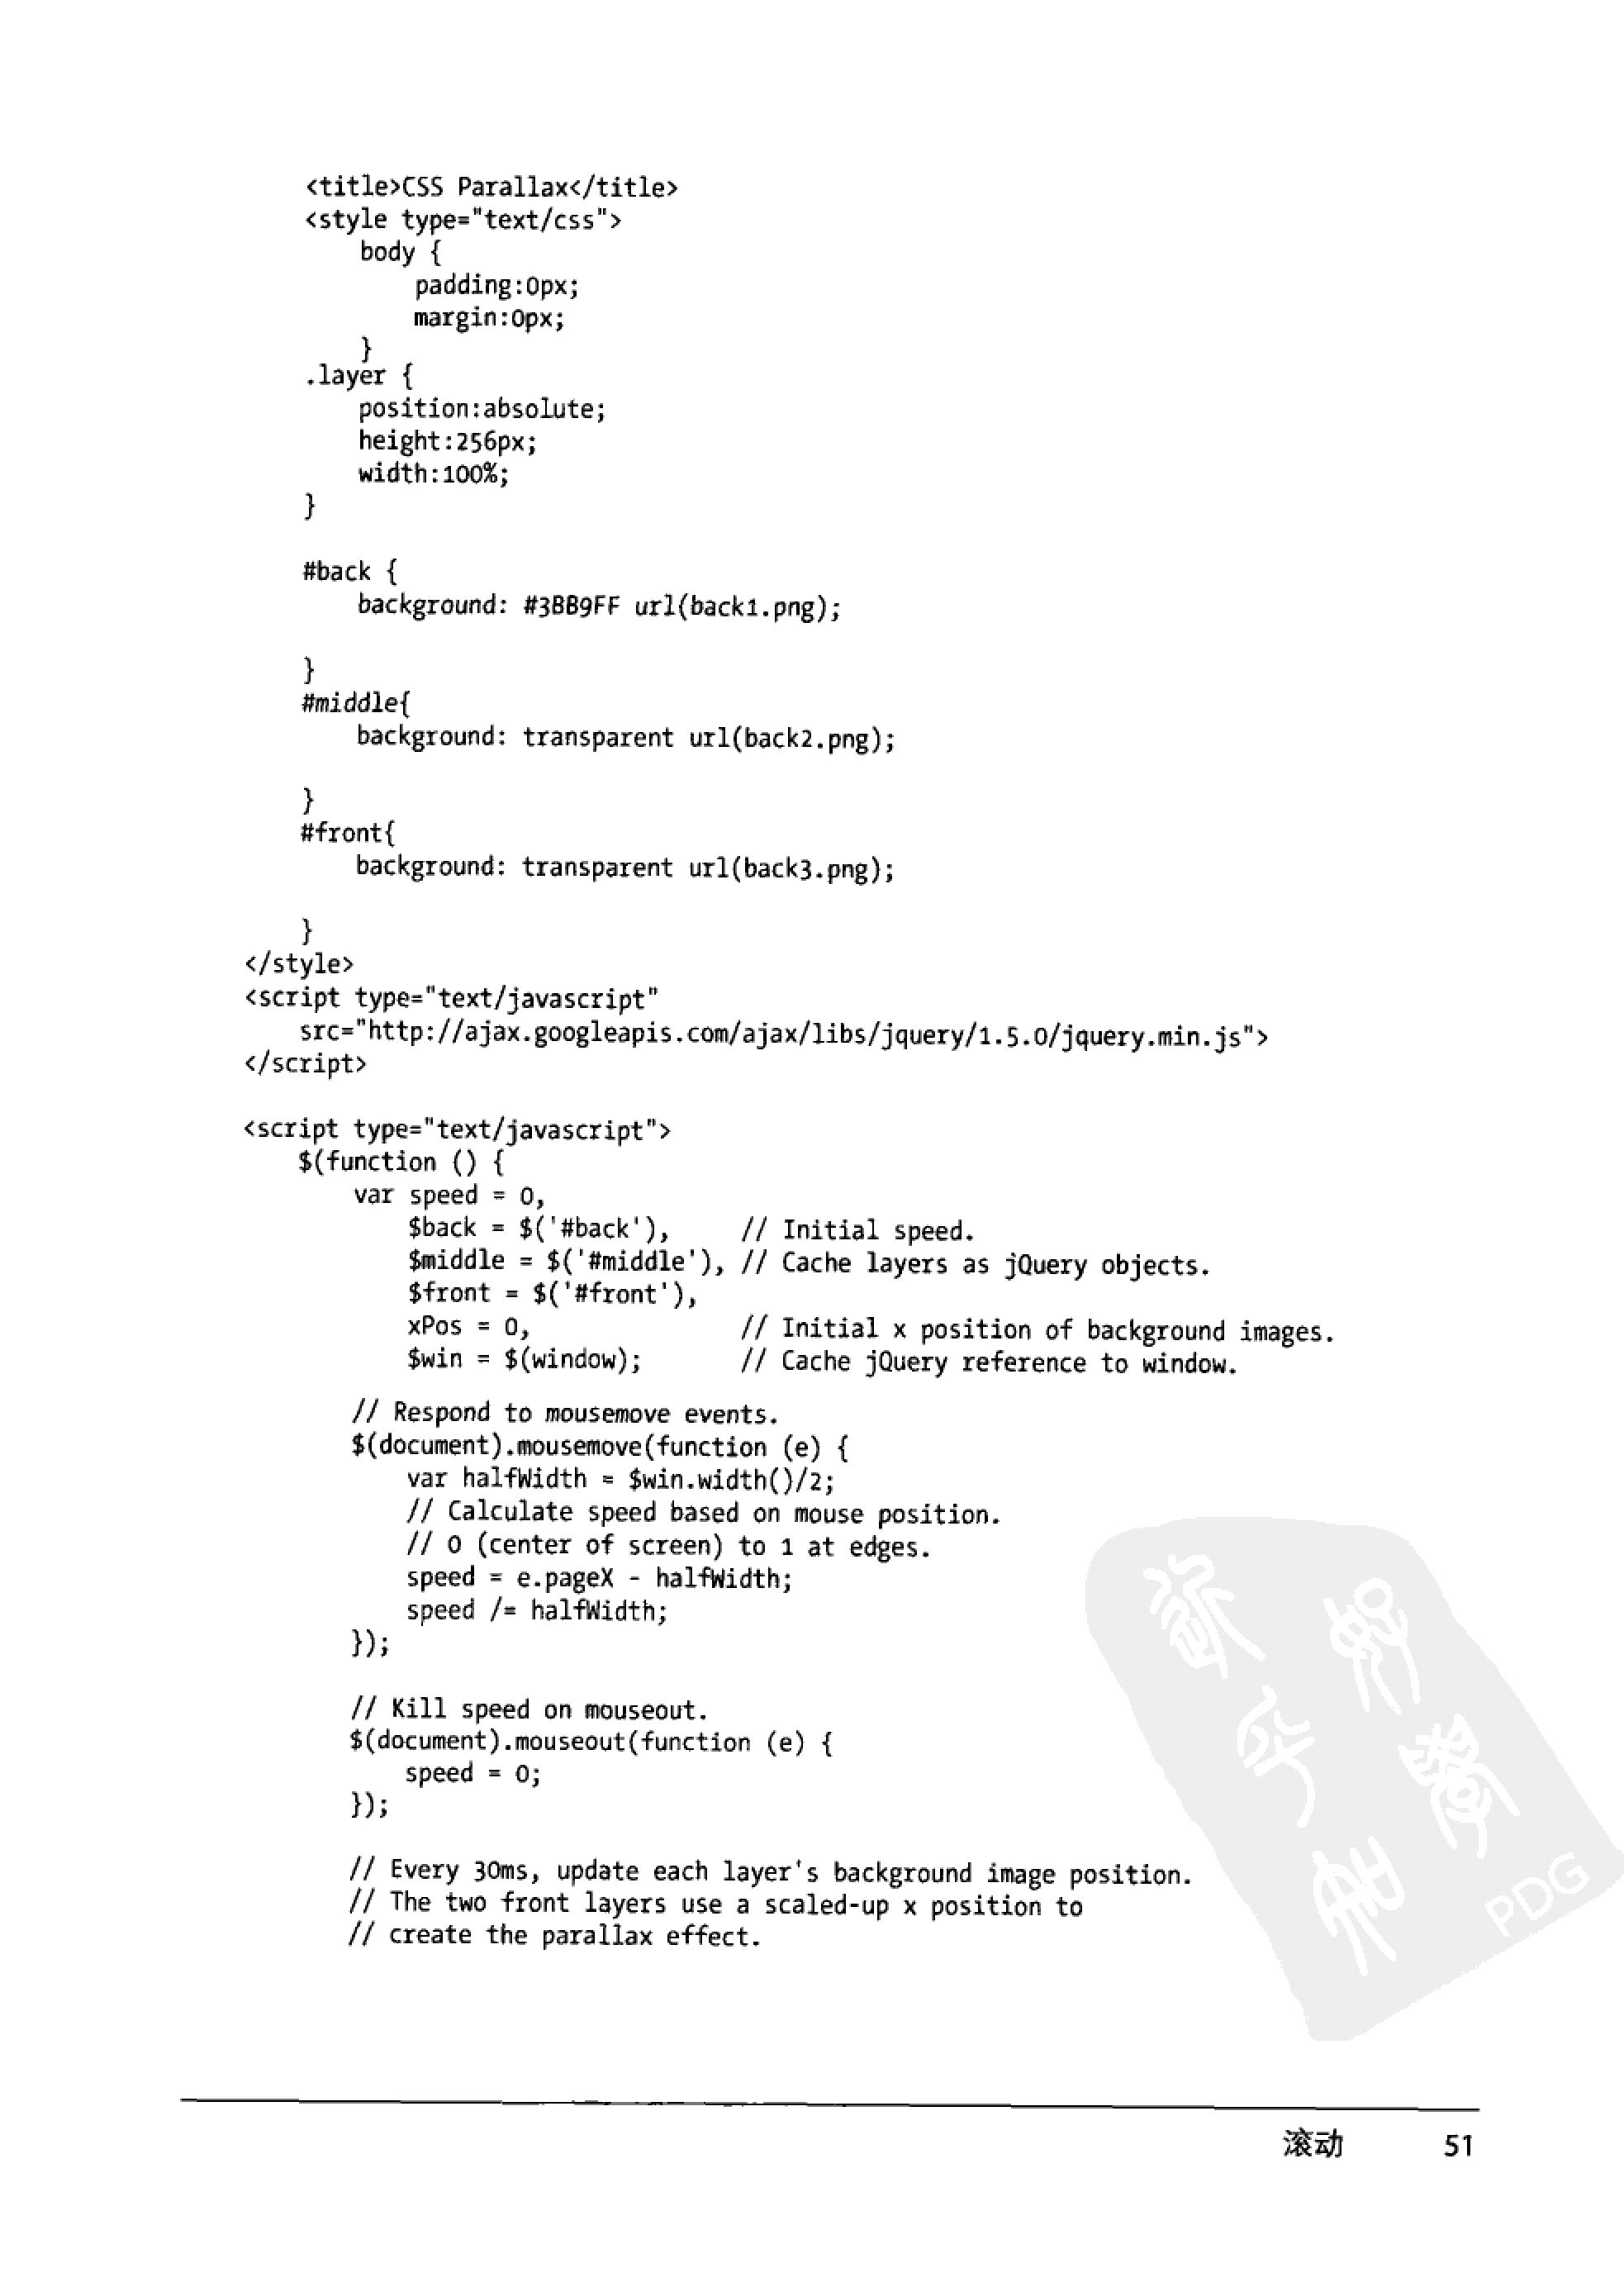 <title>CSS Parallax</title>
<style type="text/css">
    body {
        padding:0px;
        margin:0px;
    }
.layer {
    position:absolute;
    height:256px;
    width:100%;
}
#back {
    background: #3BB9FF url(back1.png);
}
#middle{
    background: transparent url(back2.png);
}
#front{
    background: transparent url(back3.png);
}
</style>
<script type="text/javascript"
    src="http://ajax.googleapis.com/ajax/libs/jquery/1.5.0/jquery.min.js">
</script>
<script type="text/javascript">
    $(function () {
        var speed = 0,
            $back = $('#back'),     // Initial speed.
            $middle = $('#middle'), // Cache layers as jQuery objects.
            $front = $('#front'),
            xPos = 0,               // Initial x position of background images.
            $win = $(window);       // Cache jQuery reference to window.
        // Respond to mousemove events.
        $(document).mousemove(function (e) {
            var halfWidth = $win.width()/2;
            // Calculate speed based on mouse position.
            // 0 (center of screen) to 1 at edges.
            speed = e.pageX - halfWidth;
            speed /= halfWidth;
        });
        // Kill speed on mouseout.
        $(document).mouseout(function (e) {
            speed = 0;
        });
        // Every 30ms, update each layer's background image position.
        // The two front layers use a scaled-up x position to
        // create the parallax effect.
PDG
滚动 51